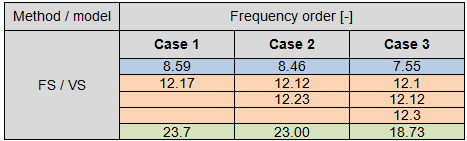 Method / model Frequency order [-]
Case 1 Case 2 Case 3
FS / VS
8.59 8.46 7.55
12.17 12.12 12.1
12.23 12.12
12.3
23.7 23.00 18.73